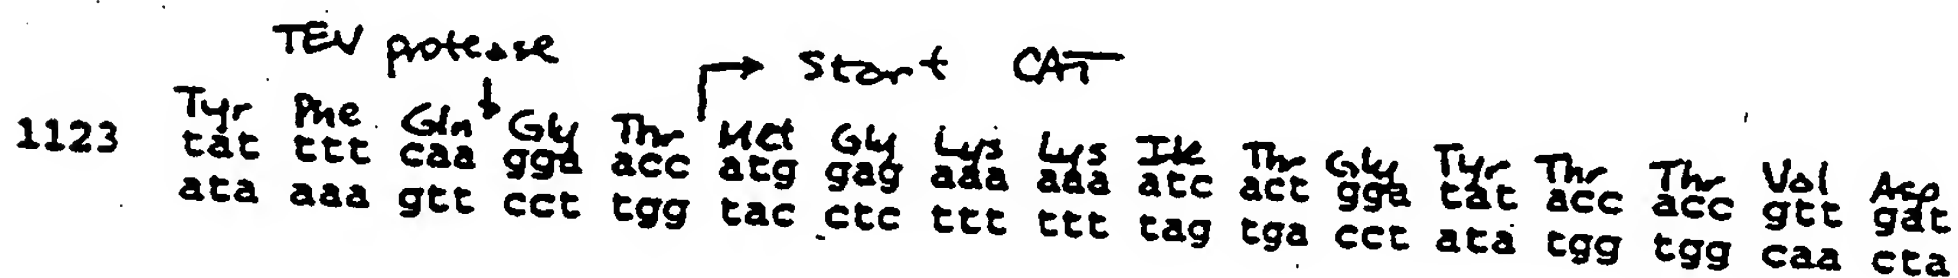 TEV protease
→ Start CAT
Tyr Phe Gln Gly Thr Met Gly Lys Lys Ile Thr Gly Tyr Thr Thr Val Asp
1123 tat ttt caa gga acc atg gag aaa aaa atc act gga tat acc acc gtt gat
ata aaa gtt cct tgg tac ctc ttt ttt tag tga cct ata tgg tgg caa cta